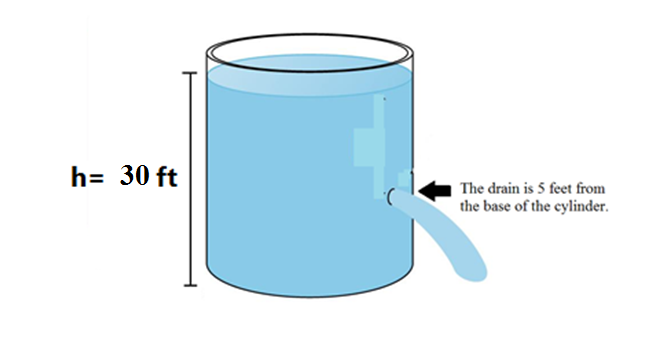 h= 30 ft
The drain is 5 feet from
the base of the cylinder.